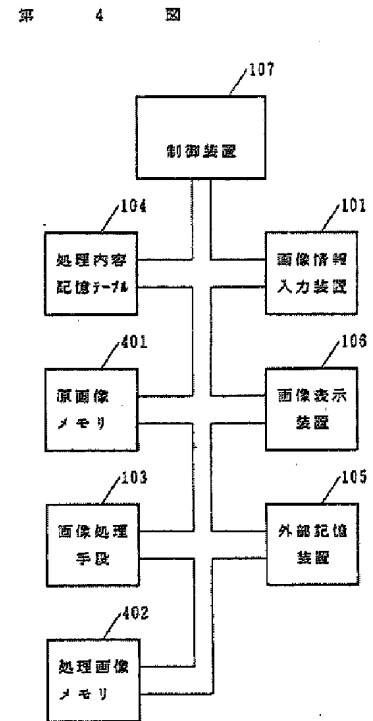 第 4 図
107
制御装置
104
処理内容
記憶テーブル
101
画像情報
入力装置
401
原画像
メモリ
106
画像表示
装置
103
画像処理
手段
105
外部記憶
装置
402
処理画像
メモリ